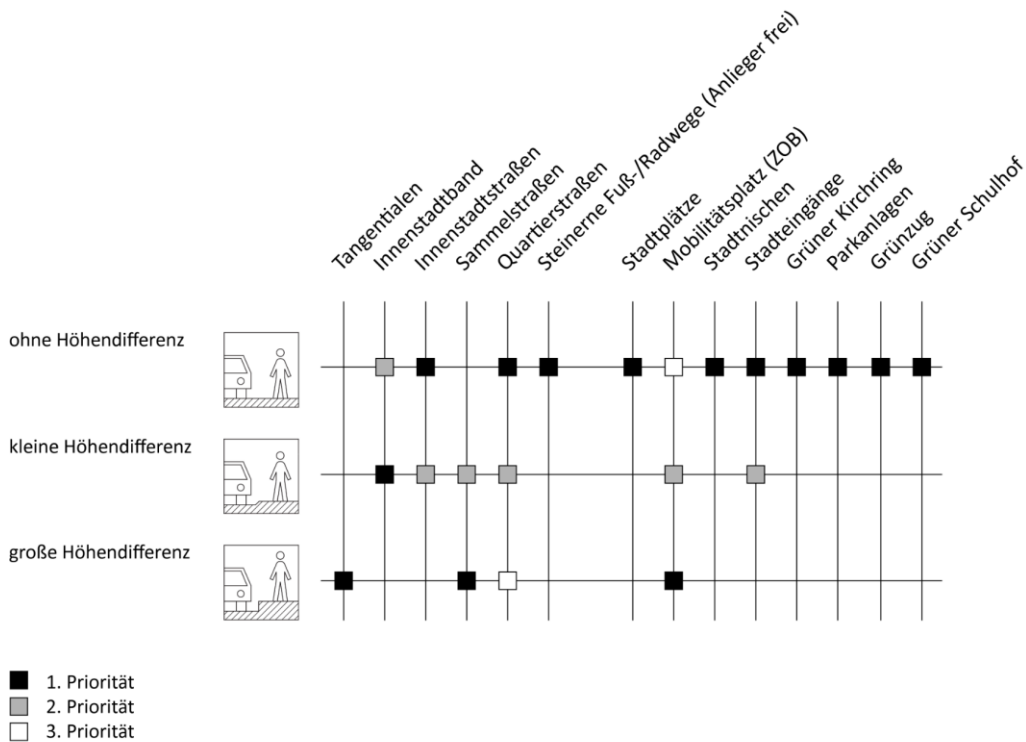 Tangentialen
Innenstadtband
Innenstadtstraßen
Sammelstraßen
Quartierstraßen
Steinerne Fuß-/Radwege (Anlieger frei)
Stadtplätze
Mobilitätsplatz (ZOB)
Stadtnischen
Stadteingänge
Grüner Kirchring
Parkanlagen
Grünzug
Grüner Schulhof
ohne Höhendifferenz
kleine Höhendifferenz
große Höhendifferenz
1. Priorität
2. Priorität
3. Priorität